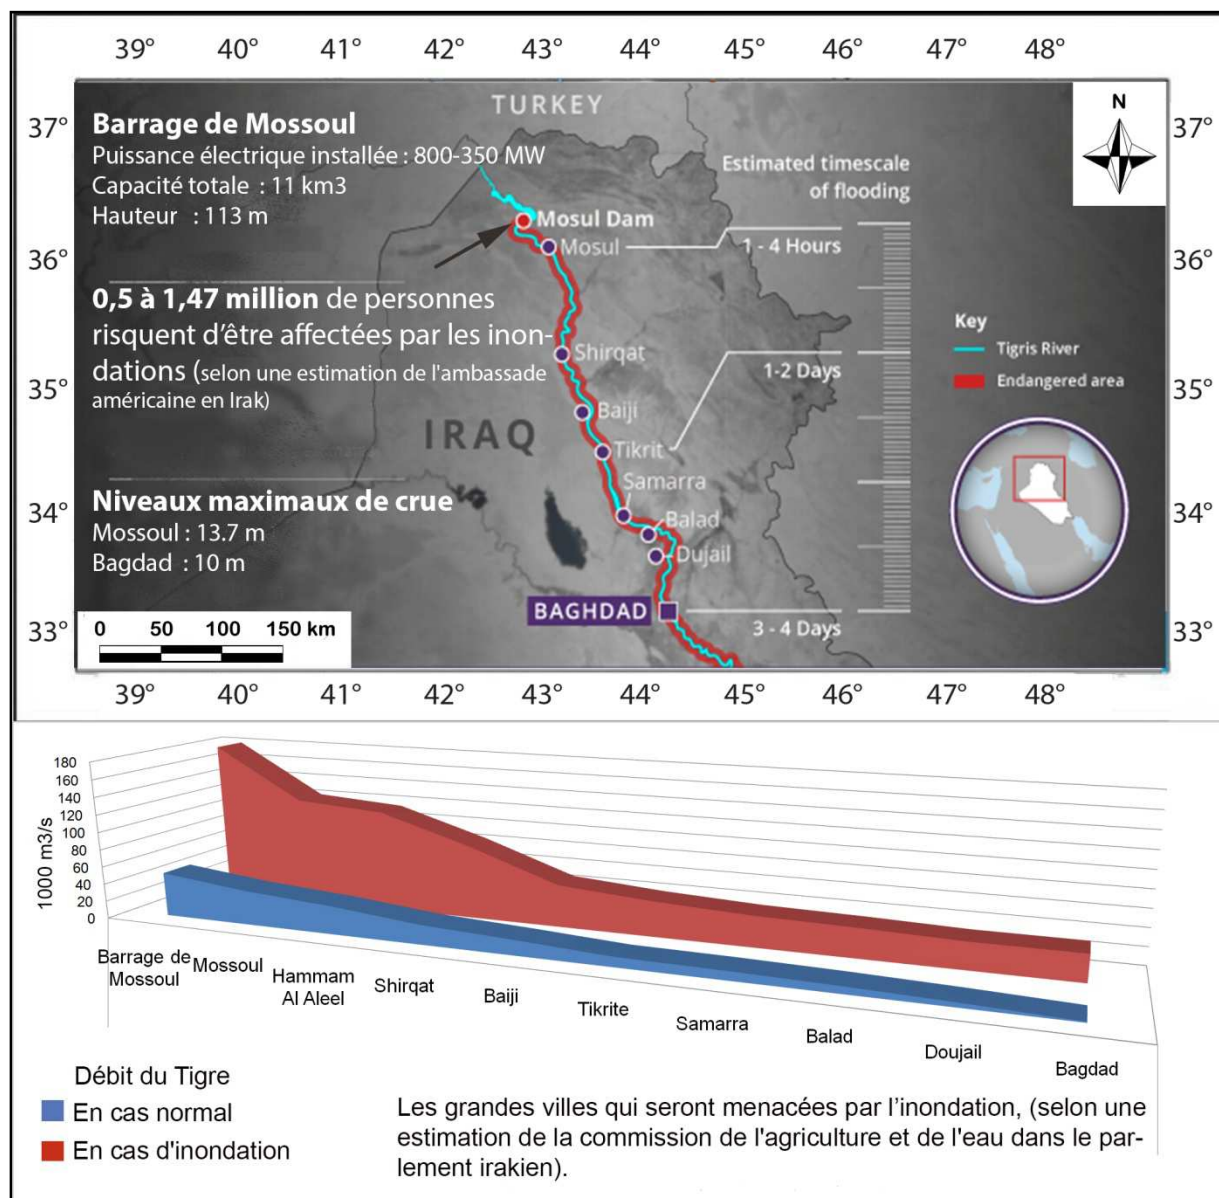 39° 40° 41° 42° 43° 44° 45° 46° 47° 48°
37° 37°
36° 36°
35° 35°
34° 34°
33° 33°
TURKEY
N
Barrage de Mossoul
Puissance électrique installée : 800-350 MW
Capacité totale : 11 km3
Hauteur : 113 m
Estimated timescale
of flooding
Mosul Dam
Mosul
1 - 4 Hours
0,5 à 1,47 million de personnes
risquent d'être affectées par les inon-
dations (selon une estimation de l'ambassade
américaine en Irak)
Key
Tigris River
Endangered area
Shirqat
1-2 Days
Baiji
IRAQ
Tikrit
Samarra
Niveaux maximaux de crue
Mossoul : 13.7 m
Bagdad : 10 m
Balad
Dujail
BAGHDAD
3 - 4 Days
0 50 100 150 km
39° 40° 41° 42° 43° 44° 45° 46° 47° 48°
1000 m3/s
180
160
140
120
100
80
60
40
20
0
Barrage de
Mossoul
Mossoul
Hammam
Al Aleel
Shirqat
Baiji
Tikrite
Samarra
Balad
Doujail
Bagdad
Débit du Tigre
En cas normal
En cas d'inondation
Les grandes villes qui seront menacées par l'inondation, (selon une
estimation de la commission de l'agriculture et de l'eau dans le par-
lement irakien).